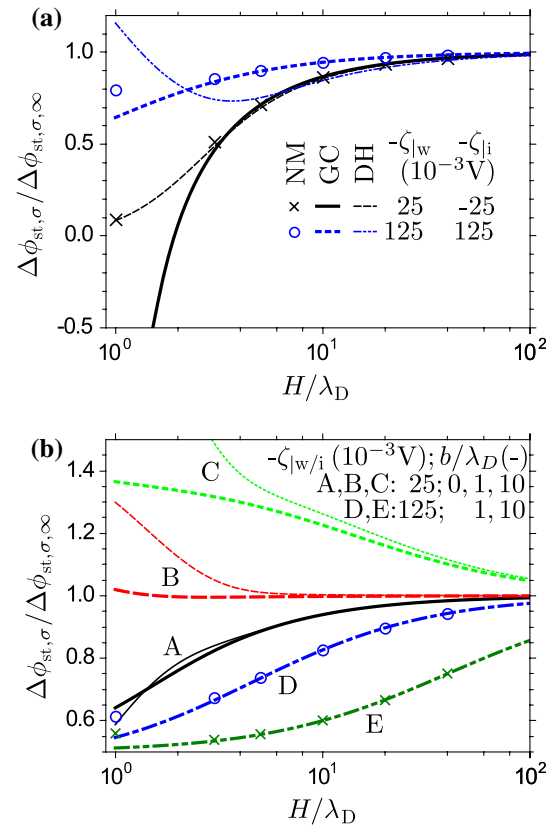 (a)
Δϕst,σ/Δϕst,σ,∞
1.0
0.5
0.0
-0.5
NM GC DH -ζ|w -ζ|i
(10⁻³V)
25 -25
125 125
10⁰ 10¹ 10²
H/λD
(b)
Δϕst,σ/Δϕst,σ,∞
1.4
1.2
1.0
0.8
0.6
-ζ|w/i (10⁻³V); b/λD(-)
A,B,C: 25; 0, 1, 10
D,E:125; 1, 10
C
B
A
D
E
10⁰ 10¹ 10²
H/λD